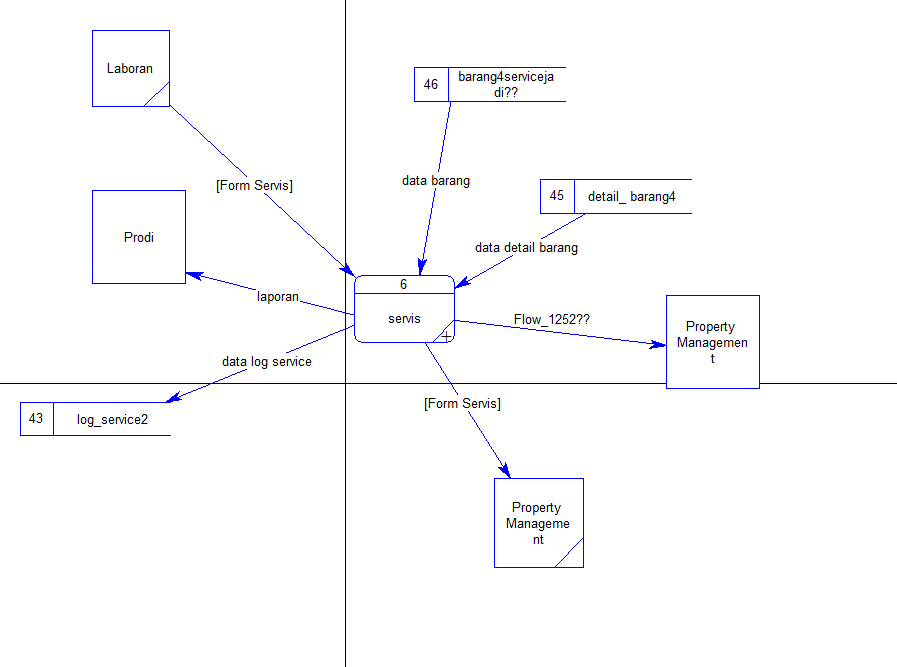 Laboran
46
barang4serviceja
di??
[Form Servis]
data barang
45
detail_ barang4
Prodi
data detail barang
6
laporan
servis
Flow_1252??
Property
Managemen
t
data log service
[Form Servis]
43
log_service2
Property
Manageme
nt